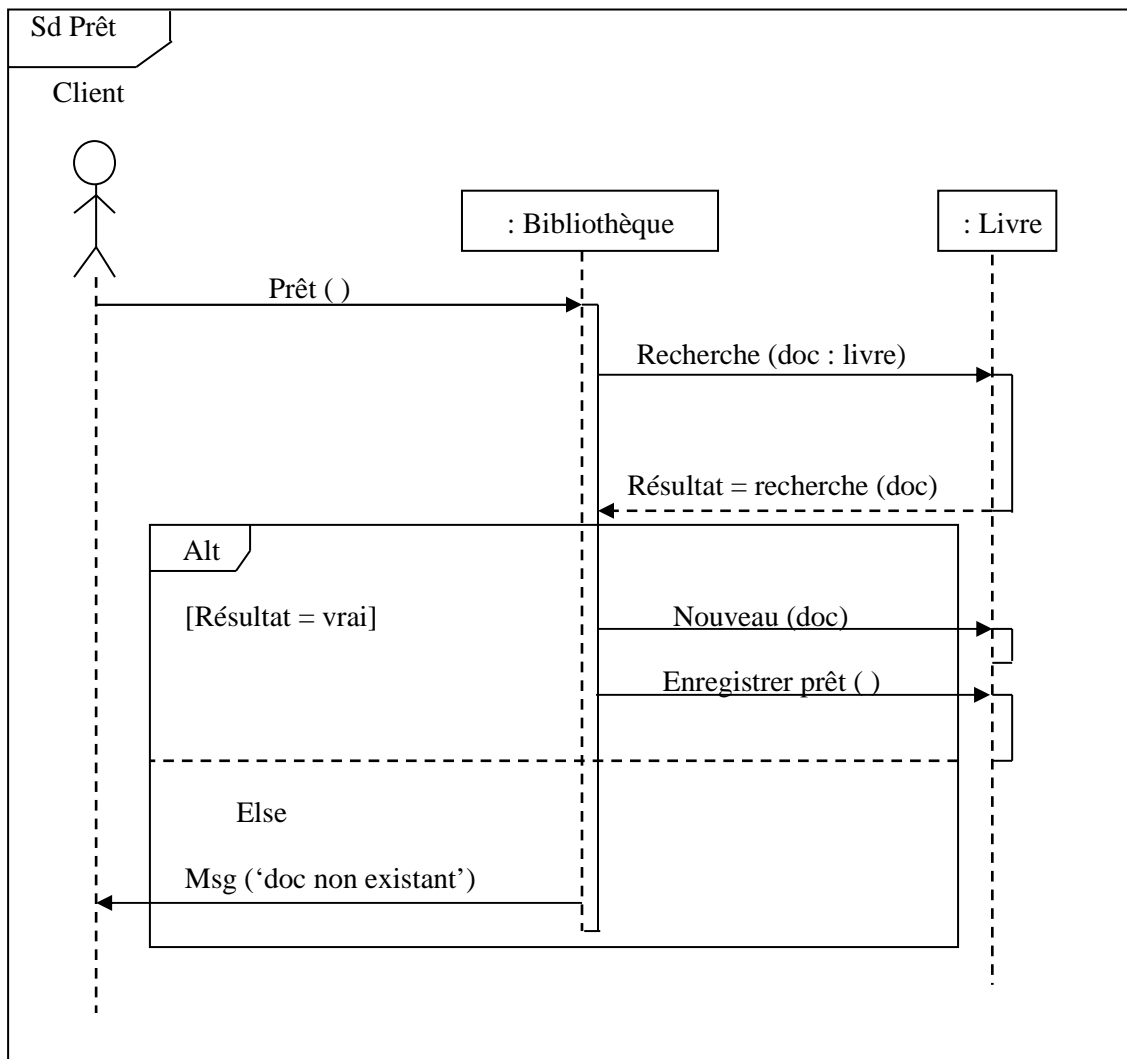 Sd Prêt
Client
: Bibliothèque
: Livre
Prêt ( )
Recherche (doc : livre)
Résultat = recherche (doc)
Alt
[Résultat = vrai]
Nouveau (doc)
Enregistrer prêt ( )
Else
Msg (‘doc non existant’)